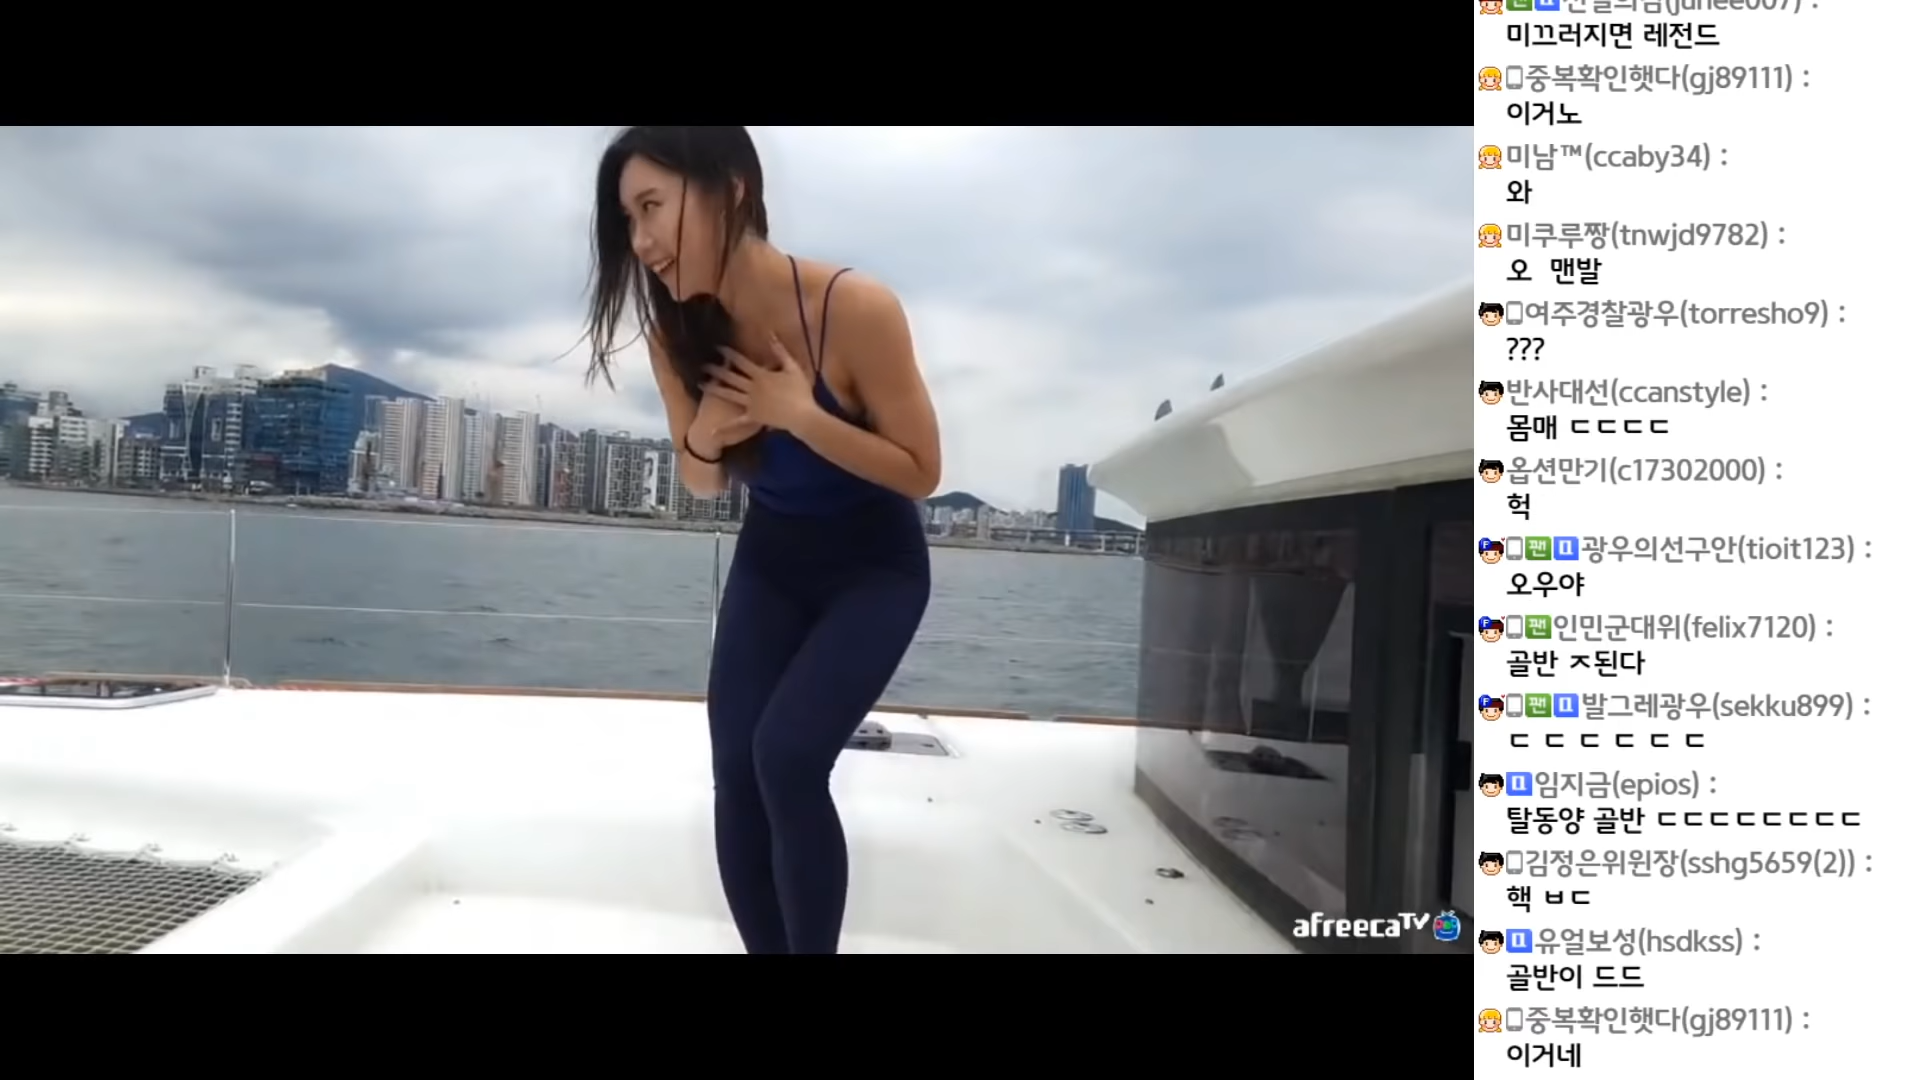 미끄러지면 레전드
중복확인햇다(gj89111) :
이거노
미남™(ccaby34) :
와
미쿠루짱(tnwjd9782) :
오 맨발
여주경찰광우(torresho9) :
???
반사대선(ccanstyle) :
몸매 ㄷㄷㄷㄷ
옵션만기(c17302000) :
헉
팬 광우의선구안(tioit123) :
오우야
팬 인민군대위(felix7120) :
골반 ㅈ된다
팬 발그레광우(sekku899) :
ㄷ ㄷ ㄷ ㄷ ㄷ ㄷ
임지금(epios) :
탈동양 골반 ㄷㄷㄷㄷㄷㄷㄷㄷ
김정은위원장(sshg5659(2)) :
핵 ㅂㄷ
유얼보성(hsdkss) :
골반이 드드
중복확인햇다(gj89111) :
이거네
afreecaTV